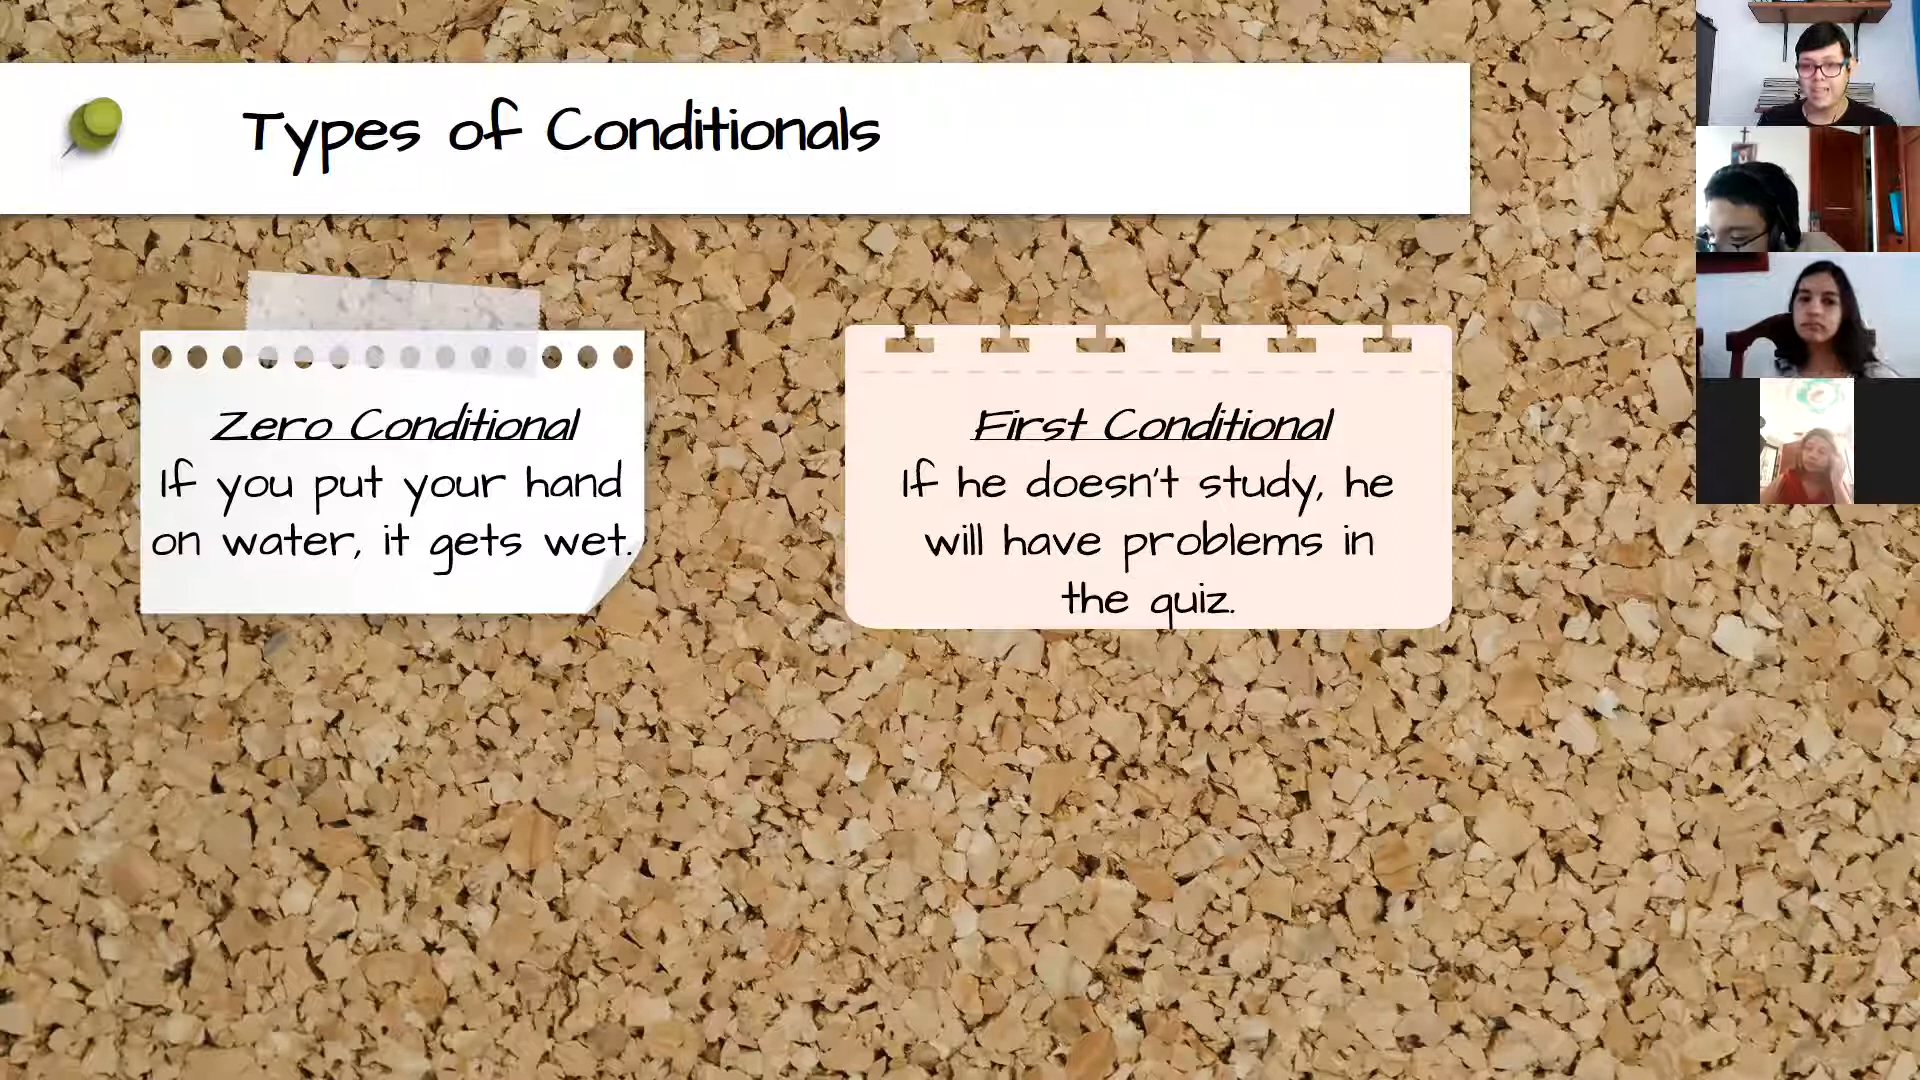 Types of Conditionals
Zero Conditional
If you put your hand
on water, it gets wet.
First Conditional
If he doesn't study, he
will have problems in
the quiz.